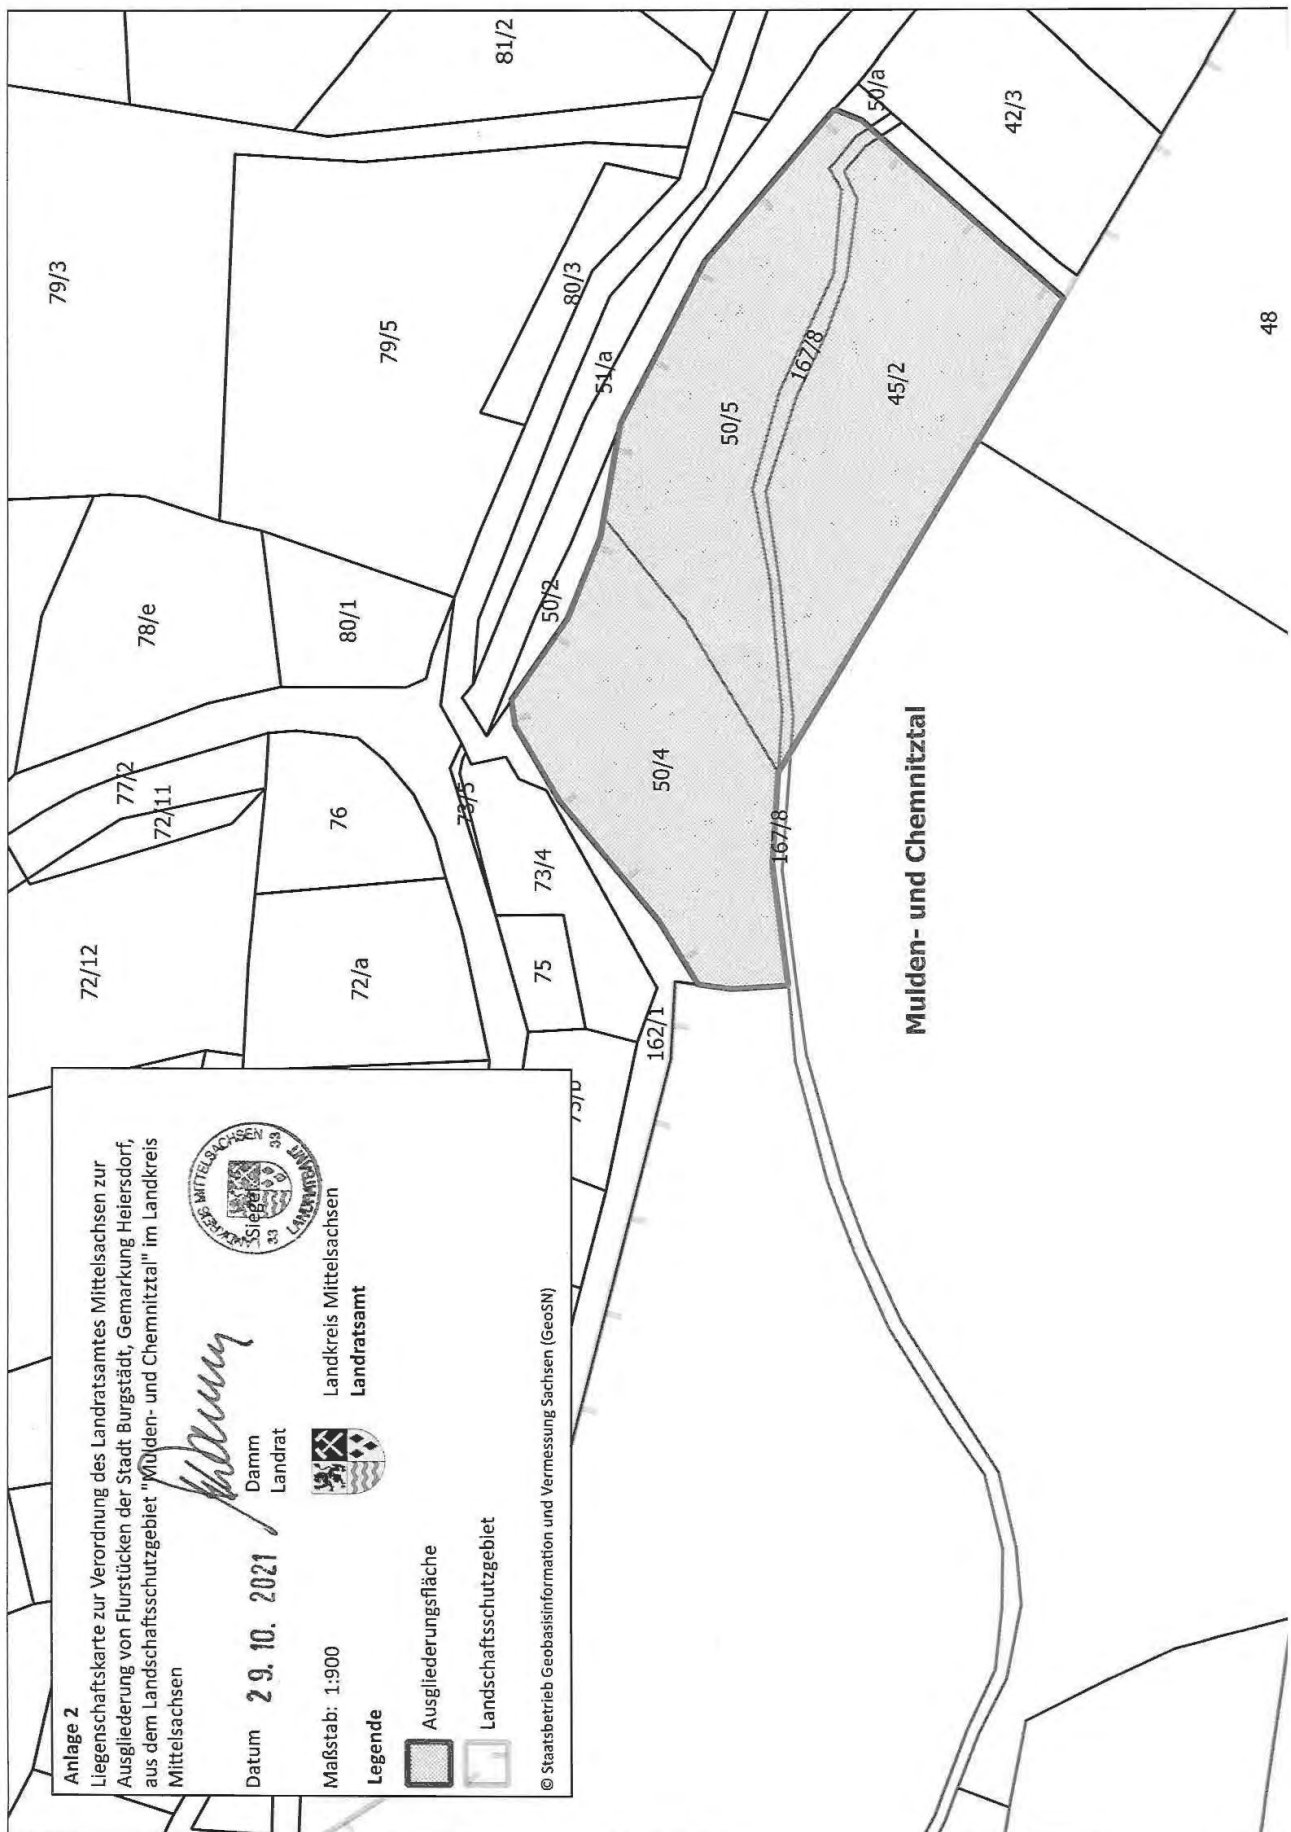 Anlage 2
Liegenschaftskarte zur Verordnung des Landratsamtes Mittelsachsen zur
Ausgliederung von Flurstücken der Stadt Burgstädt, Gemarkung Heiersdorf,
aus dem Landschaftsschutzgebiet "Mulden- und Chemnitztal" im Landkreis
Mittelsachsen
Datum 29. 10. 2021
Damm
Landrat
LANDKREIS MITTELSACHSEN
Siegel
33 33
LANDRATSAMT
Maßstab: 1:900
Landkreis Mittelsachsen
Landratsamt
Legende
Ausgliederungsfläche
Landschaftsschutzgebiet
© Staatsbetrieb Geobasisinformation und Vermessung Sachsen (GeoSN)
72/12
77/2
72/11
78/e
79/3
81/2
72/a
76
80/1
79/5
75
73/4
73/5
50/2
51/a
80/3
162/1
50/4
50/5
50/a
167/8
167/8
45/2
42/3
48
Mulden- und Chemnitztal